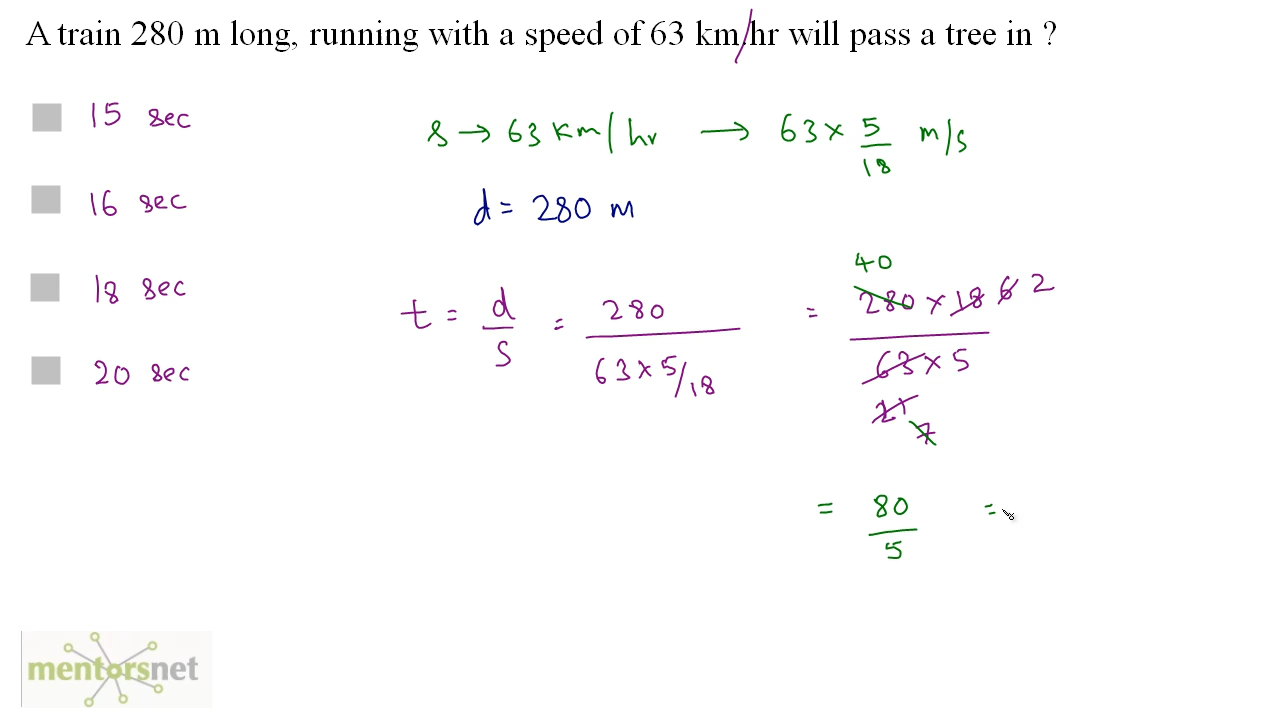 A train 280 m long, running with a speed of 63 km/hr will pass a tree in ?
15 sec
16 sec
18 sec
20 sec
s → 63 km/hr → 63 × 5/18 m/s
d = 280 m
t = d/s = 280 / (63 × 5/18) = 280 × 18 6 2 / 63 × 5
40
21
7
= 80/5 =
mentorsnet